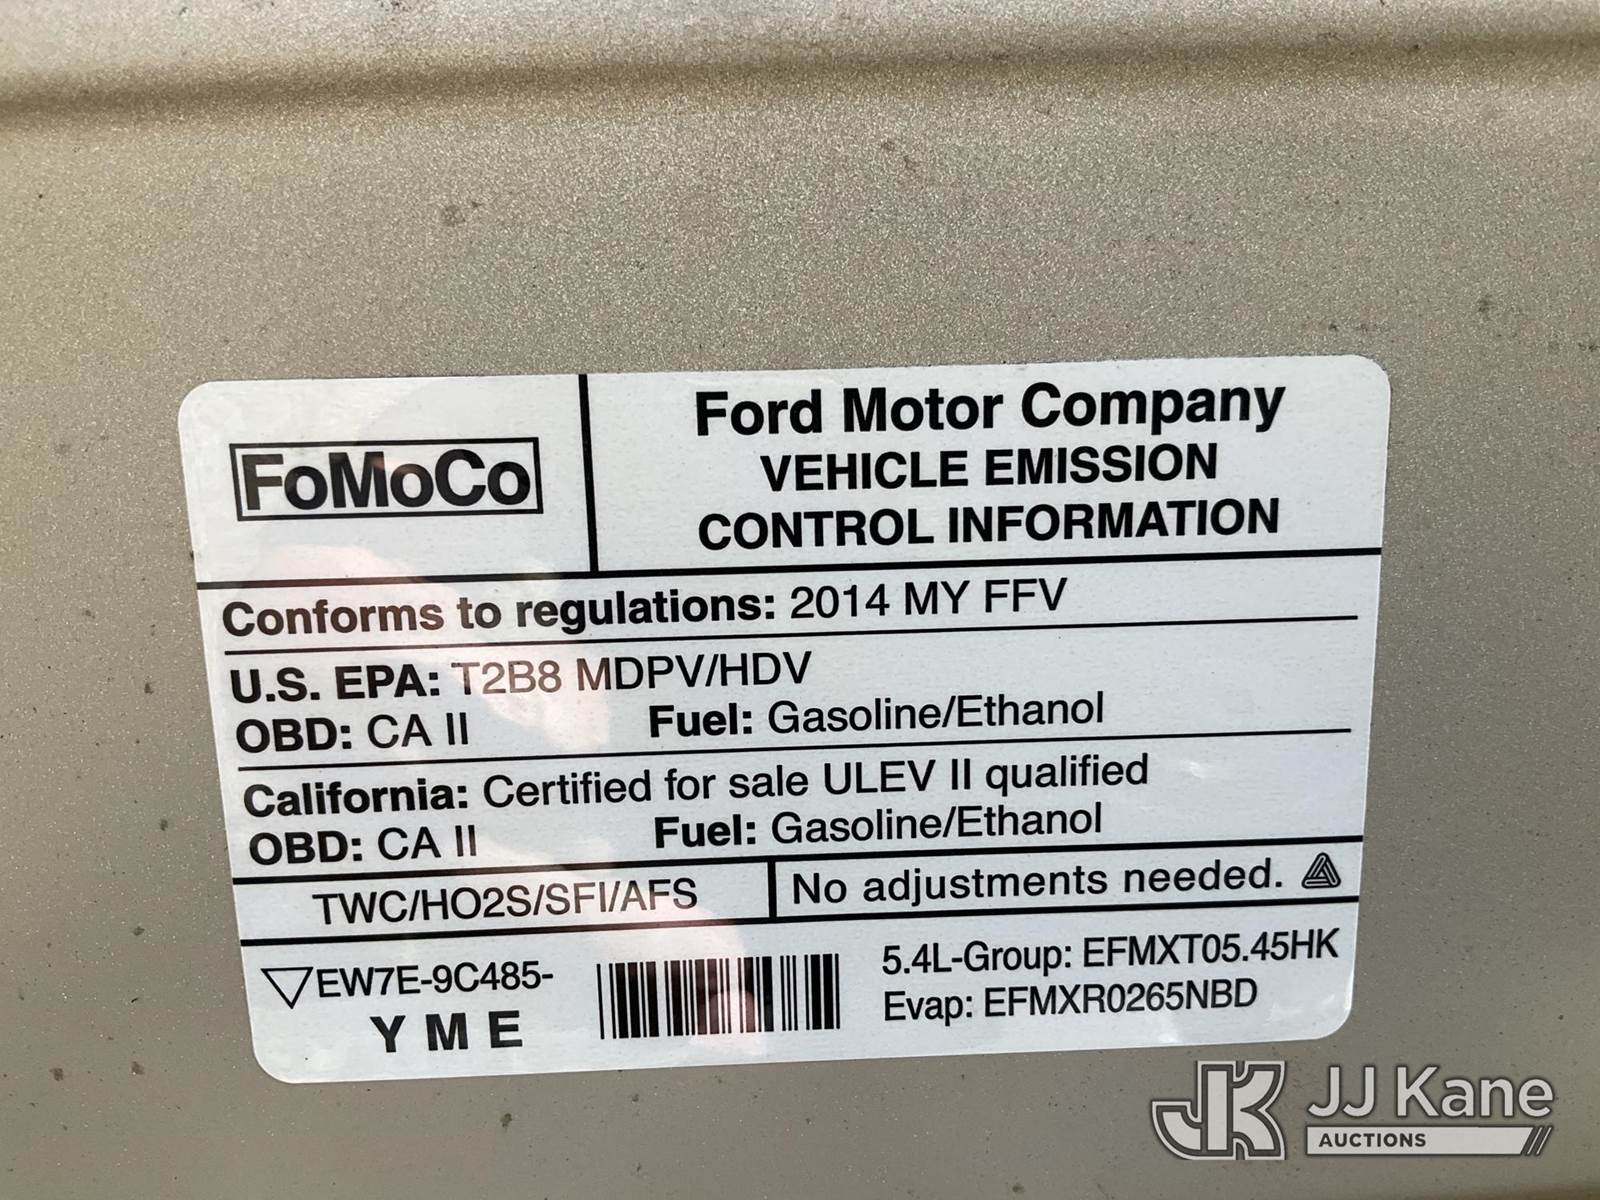 FoMoCo
Ford Motor Company
VEHICLE EMISSION
CONTROL INFORMATION
Conforms to regulations: 2014 MY FFV
U.S. EPA: T2B8 MDPV/HDV
OBD: CA II Fuel: Gasoline/Ethanol
California: Certified for sale ULEV II qualified
OBD: CA II Fuel: Gasoline/Ethanol
TWC/HO2S/SFI/AFS
No adjustments needed.
EW7E-9C485-
Y M E
5.4L-Group: EFMXT05.45HK
Evap: EFMXR0265NBD
JK JJ Kane
AUCTIONS